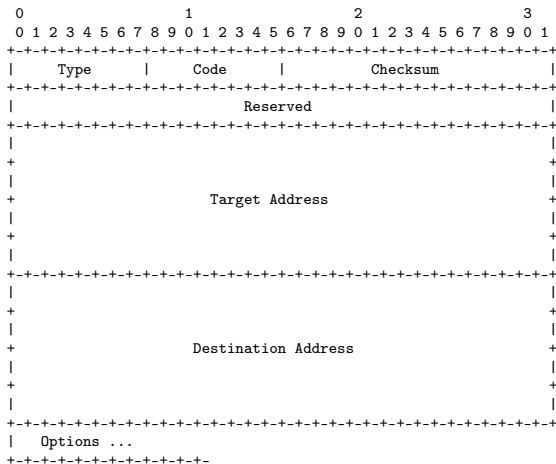 0                   1                   2                   3
 0 1 2 3 4 5 6 7 8 9 0 1 2 3 4 5 6 7 8 9 0 1 2 3 4 5 6 7 8 9 0 1
+-+-+-+-+-+-+-+-+-+-+-+-+-+-+-+-+-+-+-+-+-+-+-+-+-+-+-+-+-+-+-+-+
|     Type      |     Code      |          Checksum             |
+-+-+-+-+-+-+-+-+-+-+-+-+-+-+-+-+-+-+-+-+-+-+-+-+-+-+-+-+-+-+-+-+
|                           Reserved                            |
+-+-+-+-+-+-+-+-+-+-+-+-+-+-+-+-+-+-+-+-+-+-+-+-+-+-+-+-+-+-+-+-+
|                                                               |
+                                                               +
|                                                               |
+                       Target Address                          +
|                                                               |
+                                                               +
|                                                               |
+-+-+-+-+-+-+-+-+-+-+-+-+-+-+-+-+-+-+-+-+-+-+-+-+-+-+-+-+-+-+-+-+
|                                                               |
+                                                               +
|                                                               |
+                     Destination Address                       +
|                                                               |
+                                                               +
|                                                               |
+-+-+-+-+-+-+-+-+-+-+-+-+-+-+-+-+-+-+-+-+-+-+-+-+-+-+-+-+-+-+-+-+
|   Options ...
+-+-+-+-+-+-+-+-+-+-+-+-